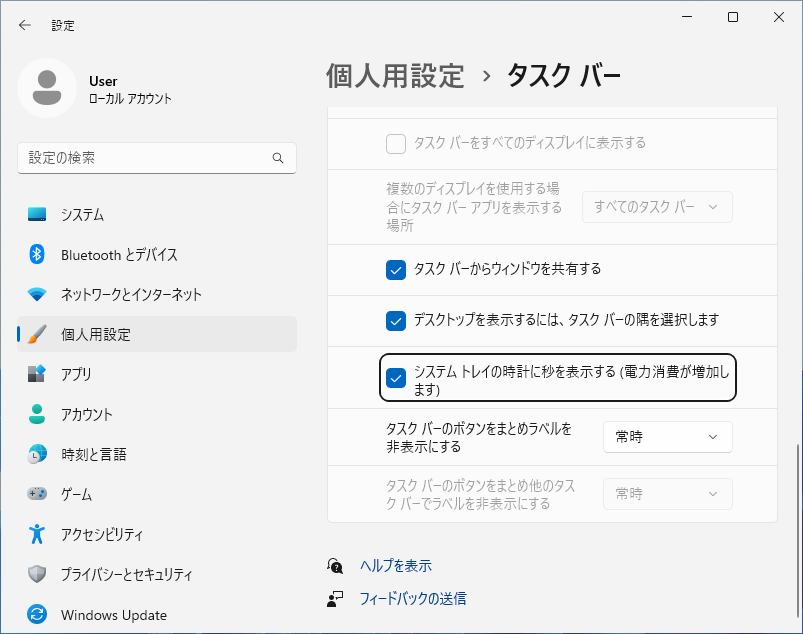 設定
User
ローカル アカウント
設定の検索
システム
Bluetooth とデバイス
ネットワークとインターネット
個人用設定
アプリ
アカウント
時刻と言語
ゲーム
アクセシビリティ
プライバシーとセキュリティ
Windows Update
個人用設定 › タスク バー
タスク バーをすべてのディスプレイに表示する
複数のディスプレイを使用する場
合にタスク バー アプリを表示する
場所
すべてのタスク バー
タスク バーからウィンドウを共有する
デスクトップを表示するには、タスク バーの隅を選択します
システム トレイの時計に秒を表示する (電力消費が増加し
ます)
タスク バーのボタンをまとめラベルを
非表示にする
常時
タスク バーのボタンをまとめ他のタス
ク バーでラベルを非表示にする
常時
ヘルプを表示
フィードバックの送信